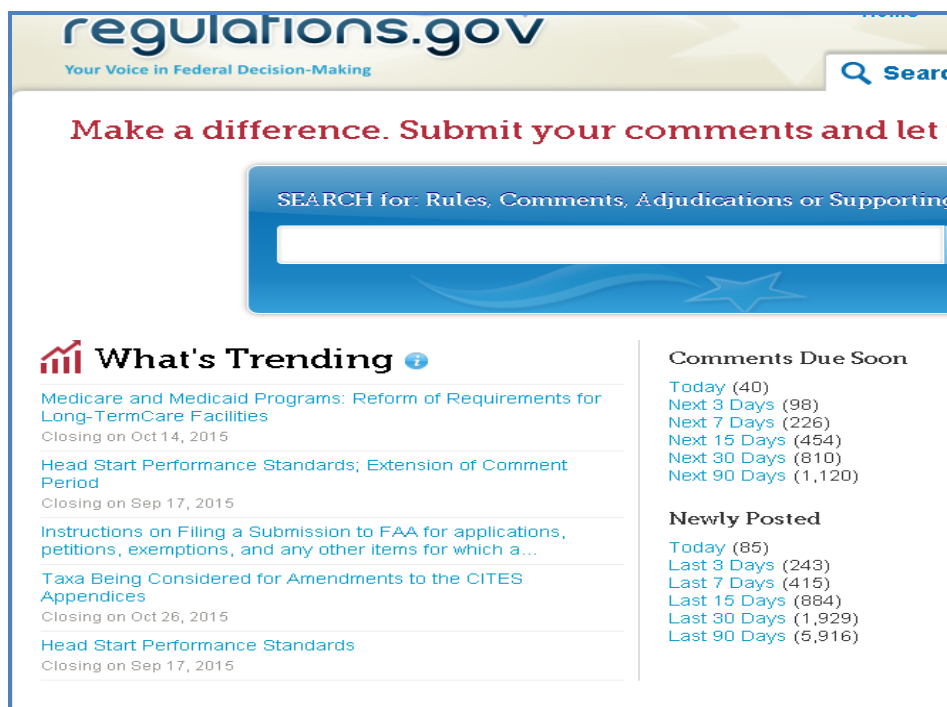 regulations.gov
Home
Your Voice in Federal Decision-Making
Searc
Make a difference. Submit your comments and let
SEARCH for: Rules, Comments, Adjudications or Supporting
What's Trending
Medicare and Medicaid Programs: Reform of Requirements for
Long-TermCare Facilities
Closing on Oct 14, 2015
Head Start Performance Standards; Extension of Comment
Period
Closing on Sep 17, 2015
Instructions on Filing a Submission to FAA for applications,
petitions, exemptions, and any other items for which a...
Taxa Being Considered for Amendments to the CITES
Appendices
Closing on Oct 26, 2015
Head Start Performance Standards
Closing on Sep 17, 2015
Comments Due Soon
Today (40)
Next 3 Days (98)
Next 7 Days (226)
Next 15 Days (454)
Next 30 Days (810)
Next 90 Days (1,120)
Newly Posted
Today (85)
Last 3 Days (243)
Last 7 Days (415)
Last 15 Days (884)
Last 30 Days (1,929)
Last 90 Days (5,916)